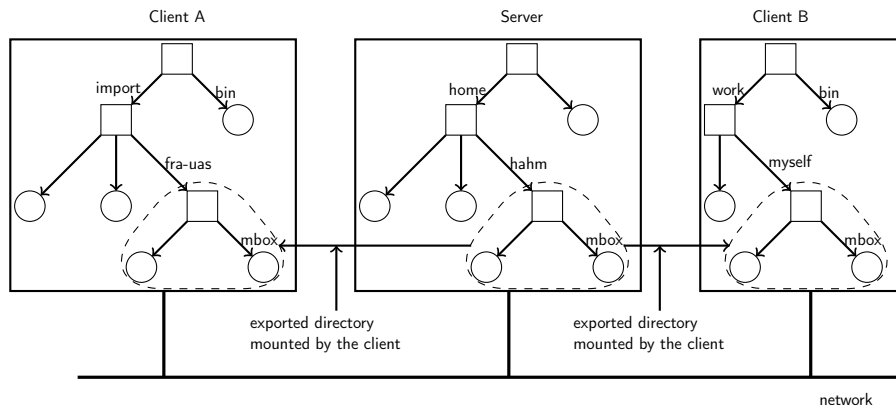 Client A
Server
Client B
import
bin
home
work
bin
fra-uas
hahm
myself
mbox
mbox
mbox
exported directory
mounted by the client
exported directory
mounted by the client
network